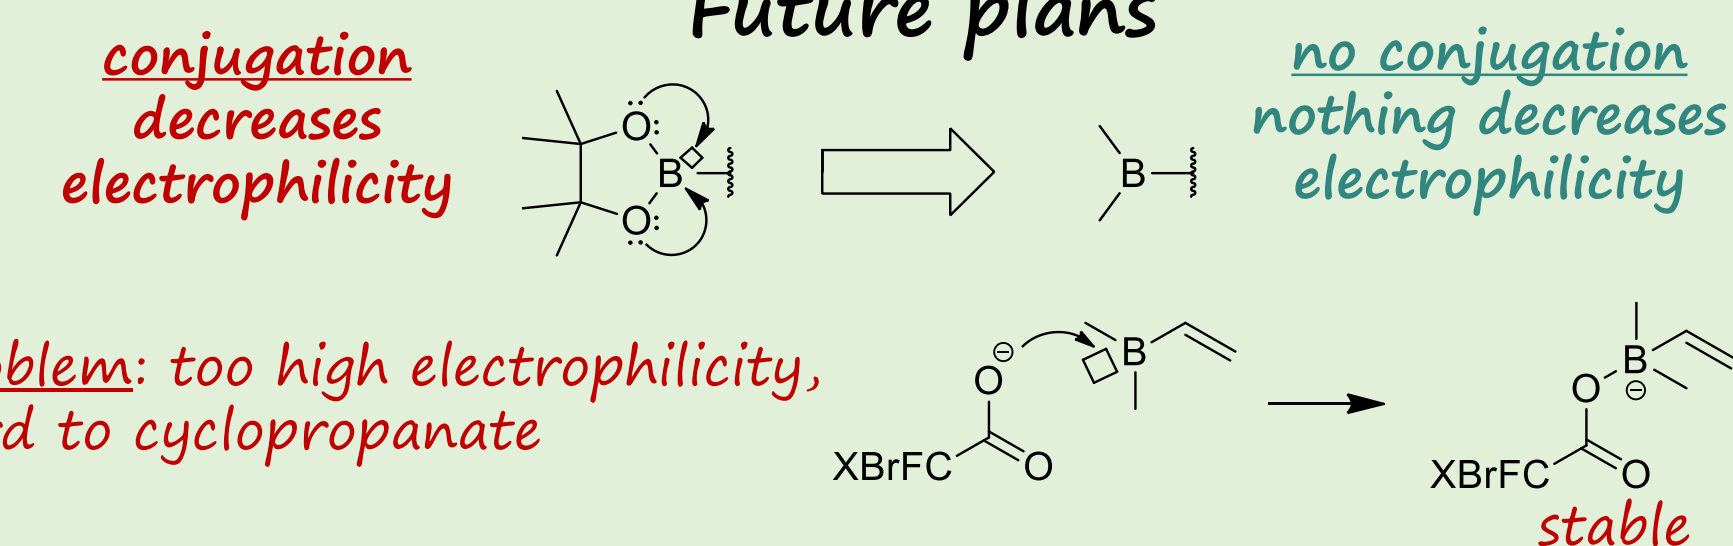 Future plans
conjugation
decreases
electrophilicity
no conjugation
nothing decreases
electrophilicity
O
B
O
B
: too high electrophilicity,
to cyclopropanate
O
B
XBrFC
O
B
O
XBrFC
O
stable